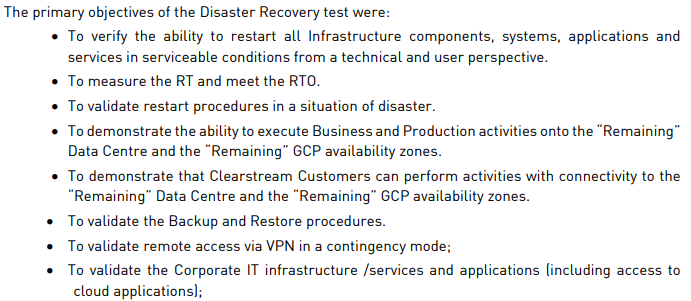 The primary objectives of the Disaster Recovery test were:
• To verify the ability to restart all Infrastructure components, systems, applications and
services in serviceable conditions from a technical and user perspective.
• To measure the RT and meet the RTO.
• To validate restart procedures in a situation of disaster.
• To demonstrate the ability to execute Business and Production activities onto the “Remaining”
Data Centre and the “Remaining” GCP availability zones.
• To demonstrate that Clearstream Customers can perform activities with connectivity to the
“Remaining” Data Centre and the “Remaining” GCP availability zones.
• To validate the Backup and Restore procedures.
• To validate remote access via VPN in a contingency mode;
• To validate the Corporate IT infrastructure /services and applications (including access to
cloud applications);